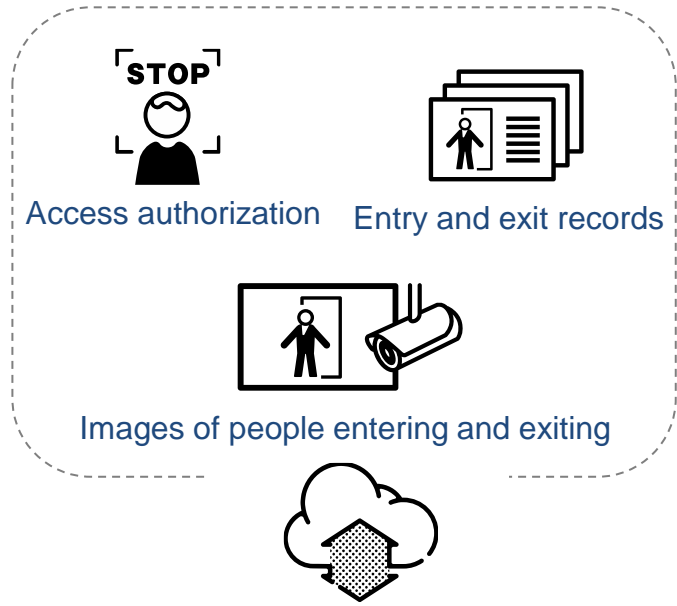 STOP
Access authorization
Entry and exit records
Images of people entering and exiting